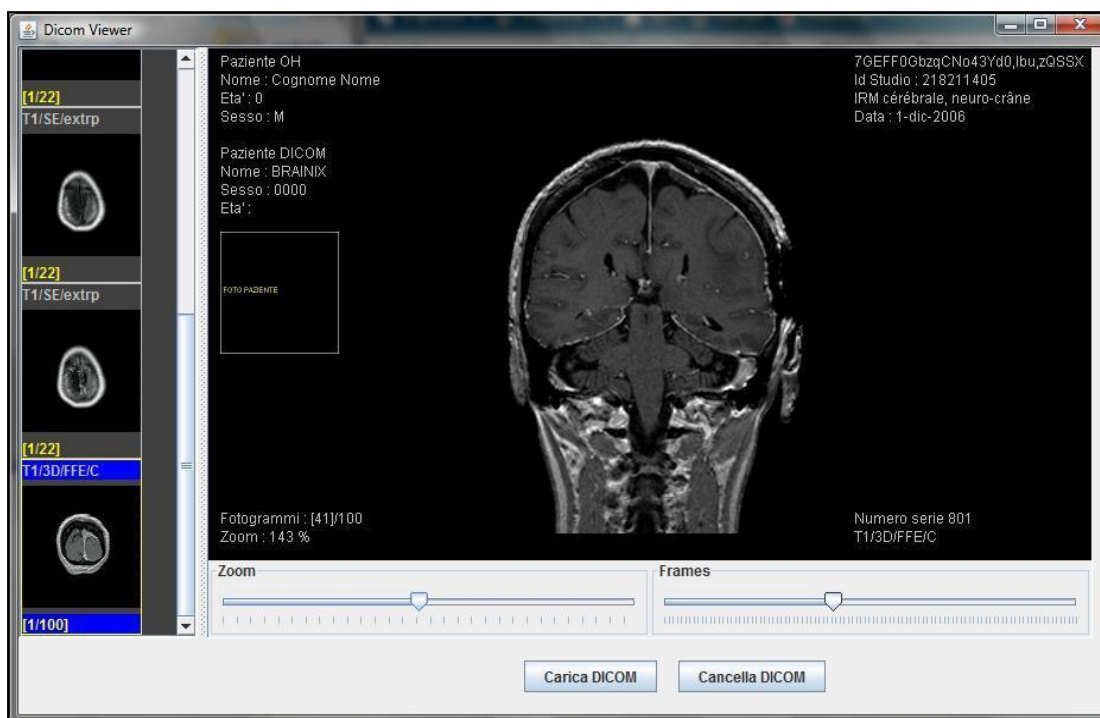 Dicom Viewer
[1/22]
T1/SE/extrp
[1/22]
T1/SE/extrp
[1/22]
T1/3D/FFE/C
[1/100]
Paziente OH
Nome : Cognome Nome
Eta' : 0
Sesso : M
Paziente DICOM
Nome : BRAINIX
Sesso : 0000
Eta' :
FOTO PAZIENTE
7GEFF0GbzqCNo43Yd0,lbu,zQSSX
Id Studio : 218211405
IRM cérébrale, neuro-crâne
Data : 1-dic-2006
Fotogrammi : [41]/100
Zoom : 143 %
Numero serie 801
T1/3D/FFE/C
Zoom
Frames
Carica DICOM
Cancella DICOM